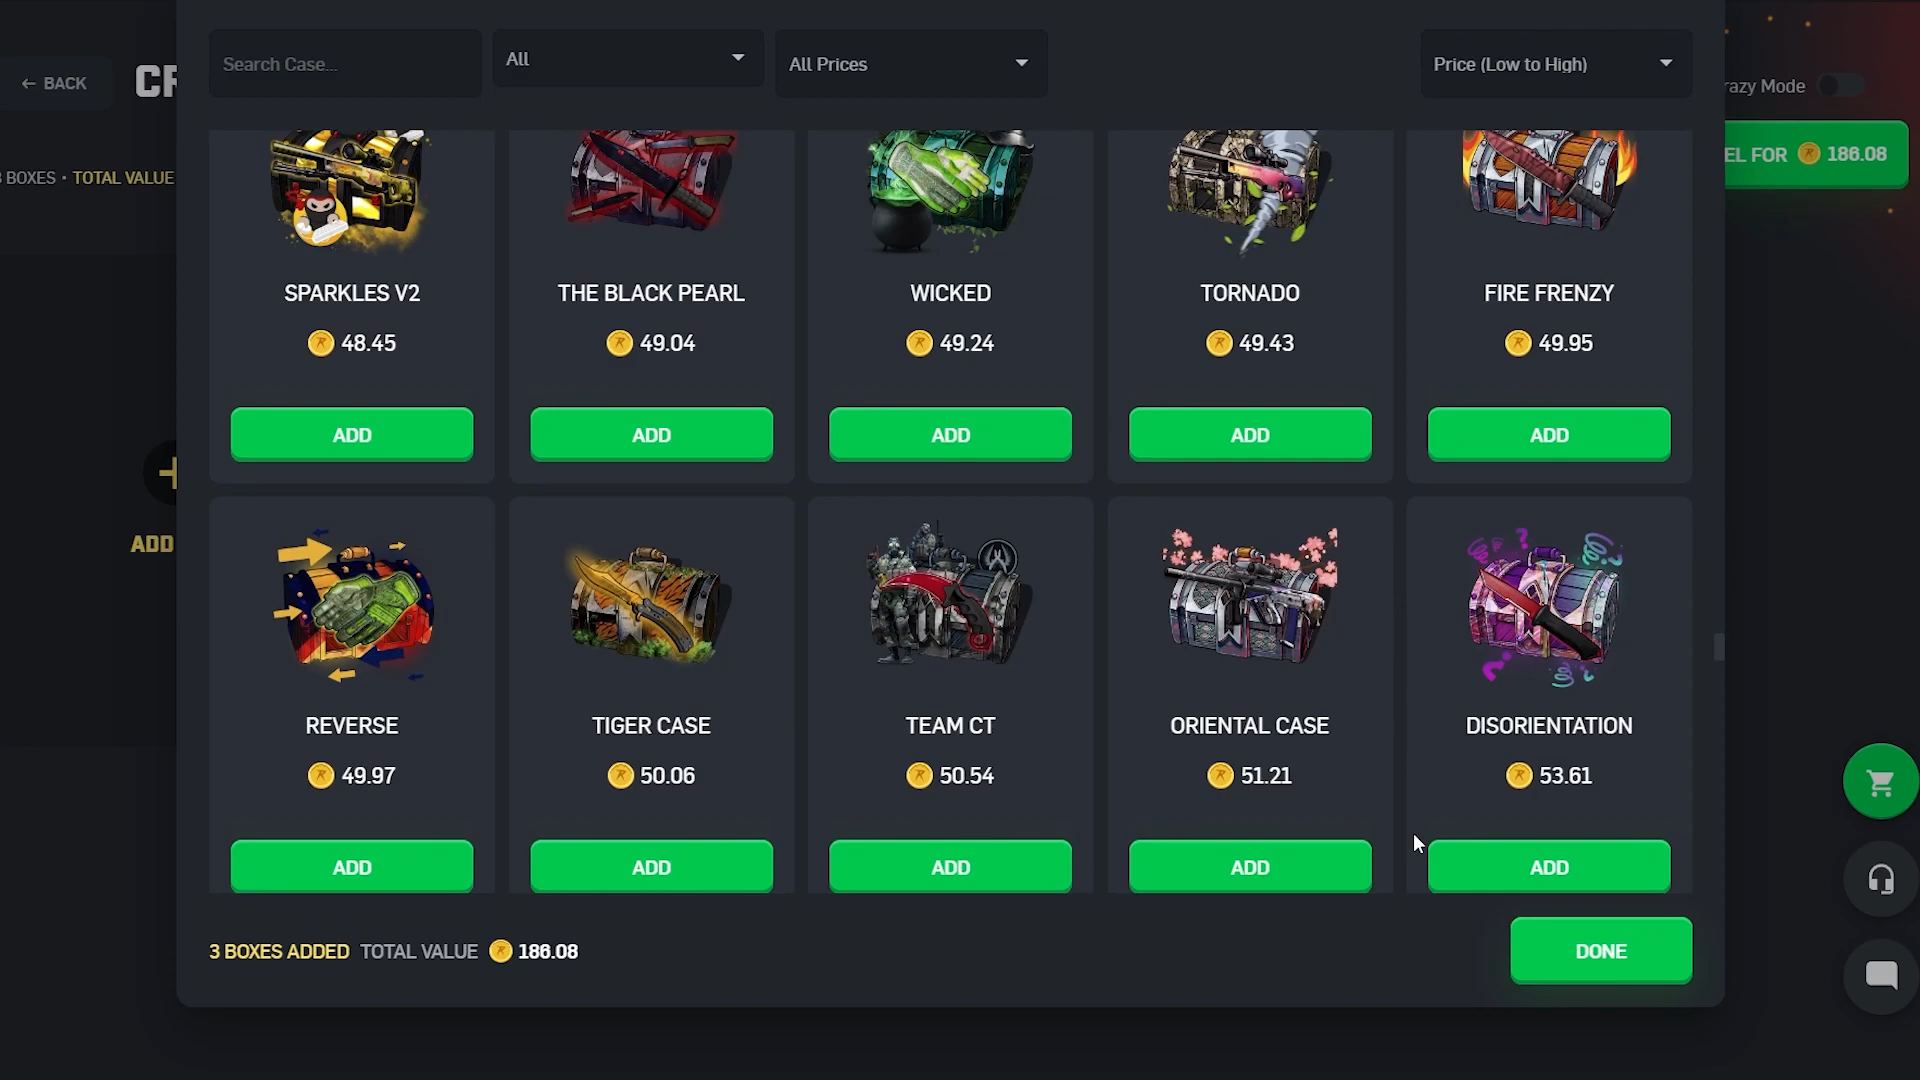 Search Case...
All
All Prices
Price (Low to High)
← BACK
CR
razy Mode
BOXES • TOTAL VALUE
EL FOR 186.08
SPARKLES V2
48.45
ADD
THE BLACK PEARL
49.04
ADD
WICKED
49.24
ADD
TORNADO
49.43
ADD
FIRE FRENZY
49.95
ADD
ADD
REVERSE
49.97
ADD
TIGER CASE
50.06
ADD
TEAM CT
50.54
ADD
ORIENTAL CASE
51.21
ADD
DISORIENTATION
53.61
ADD
3 BOXES ADDED TOTAL VALUE 186.08
DONE